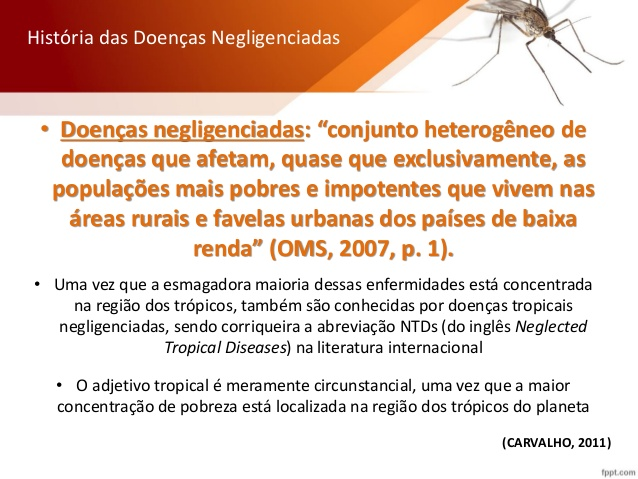 História das Doenças Negligenciadas
• Doenças negligenciadas: “conjunto heterogêneo de
doenças que afetam, quase que exclusivamente, as
populações mais pobres e impotentes que vivem nas
áreas rurais e favelas urbanas dos países de baixa
renda” (OMS, 2007, p. 1).
• Uma vez que a esmagadora maioria dessas enfermidades está concentrada
na região dos trópicos, também são conhecidas por doenças tropicais
negligenciadas, sendo corriqueira a abreviação NTDs (do inglês Neglected
Tropical Diseases) na literatura internacional
• O adjetivo tropical é meramente circunstancial, uma vez que a maior
concentração de pobreza está localizada na região dos trópicos do planeta
(CARVALHO, 2011)
fppt.com